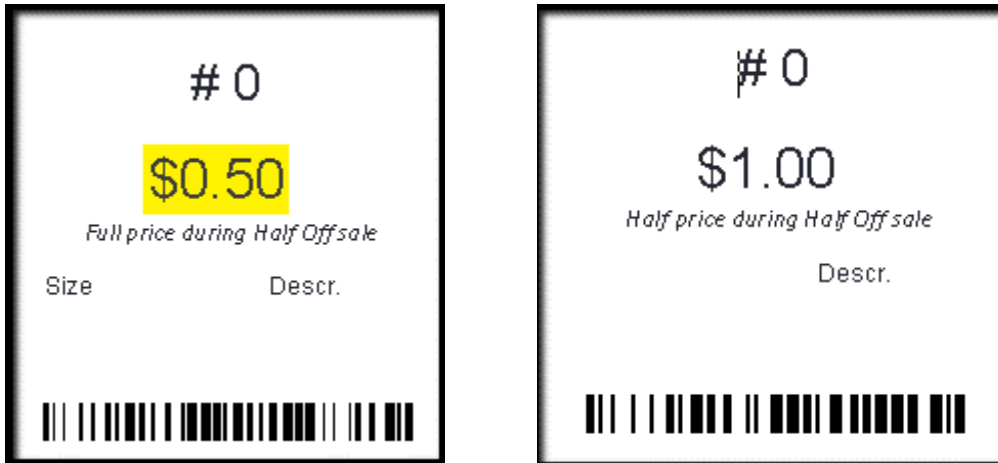 # 0
$0.50
Full price during Half Off sale
Size Descr.
# 0
$1.00
Half price during Half Off sale
Descr.